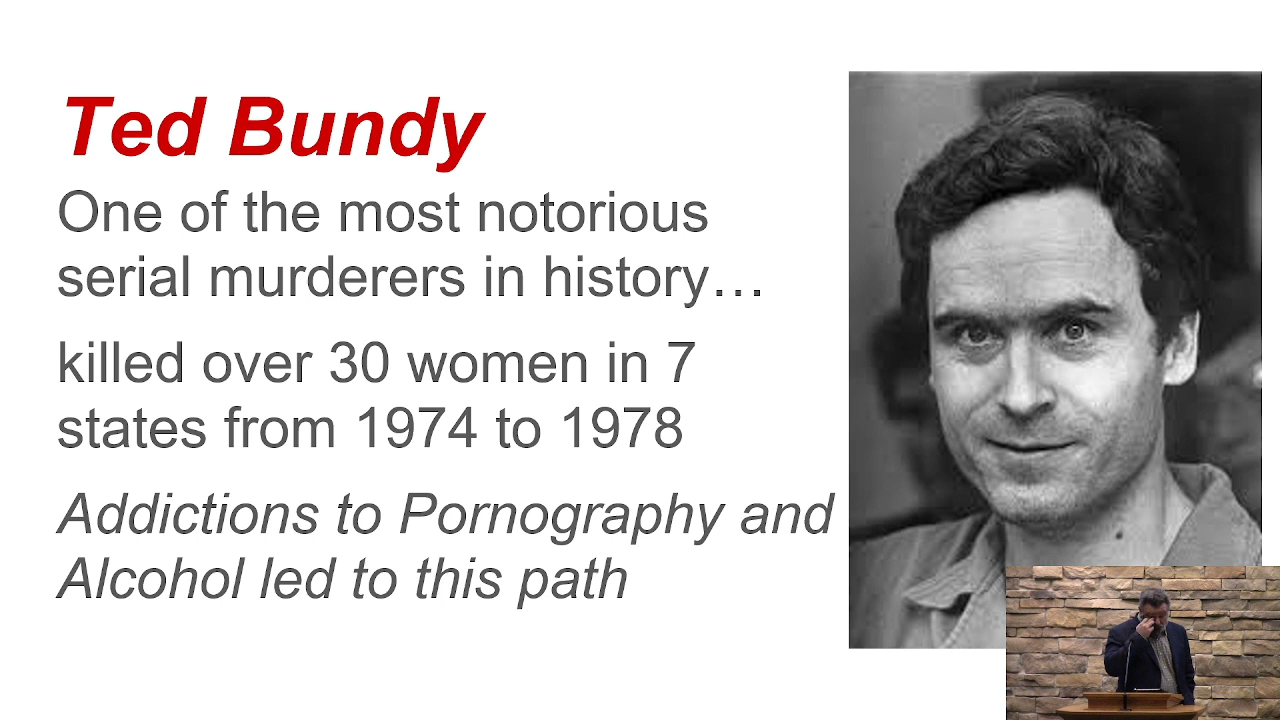 Ted Bundy
One of the most notorious
serial murderers in history…
killed over 30 women in 7
states from 1974 to 1978
Addictions to Pornography and
Alcohol led to this path